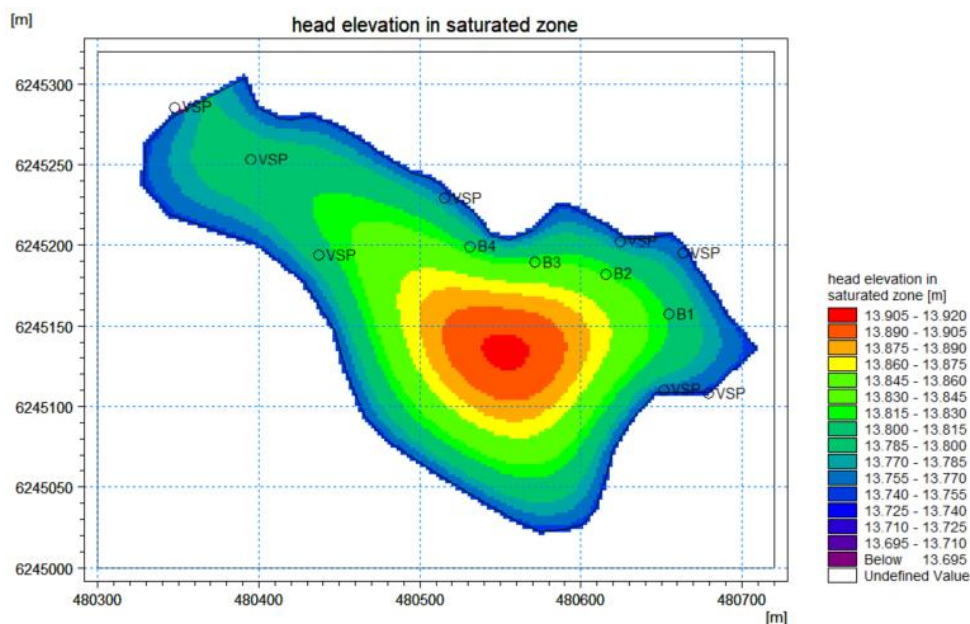 head elevation in saturated zone
[m]
6245300
6245250
6245200
6245150
6245100
6245050
6245000
VSP
VSP
VSP
VSP
VSP
VSP
B4
B3
B2
B1
VSP
VSP
480300
480400
480500
480600
480700
[m]
head elevation in
saturated zone [m]
13.905 - 13.920
13.890 - 13.905
13.875 - 13.890
13.860 - 13.875
13.845 - 13.860
13.830 - 13.845
13.815 - 13.830
13.800 - 13.815
13.785 - 13.800
13.770 - 13.785
13.755 - 13.770
13.740 - 13.755
13.725 - 13.740
13.710 - 13.725
13.695 - 13.710
Below 13.695
Undefined Value